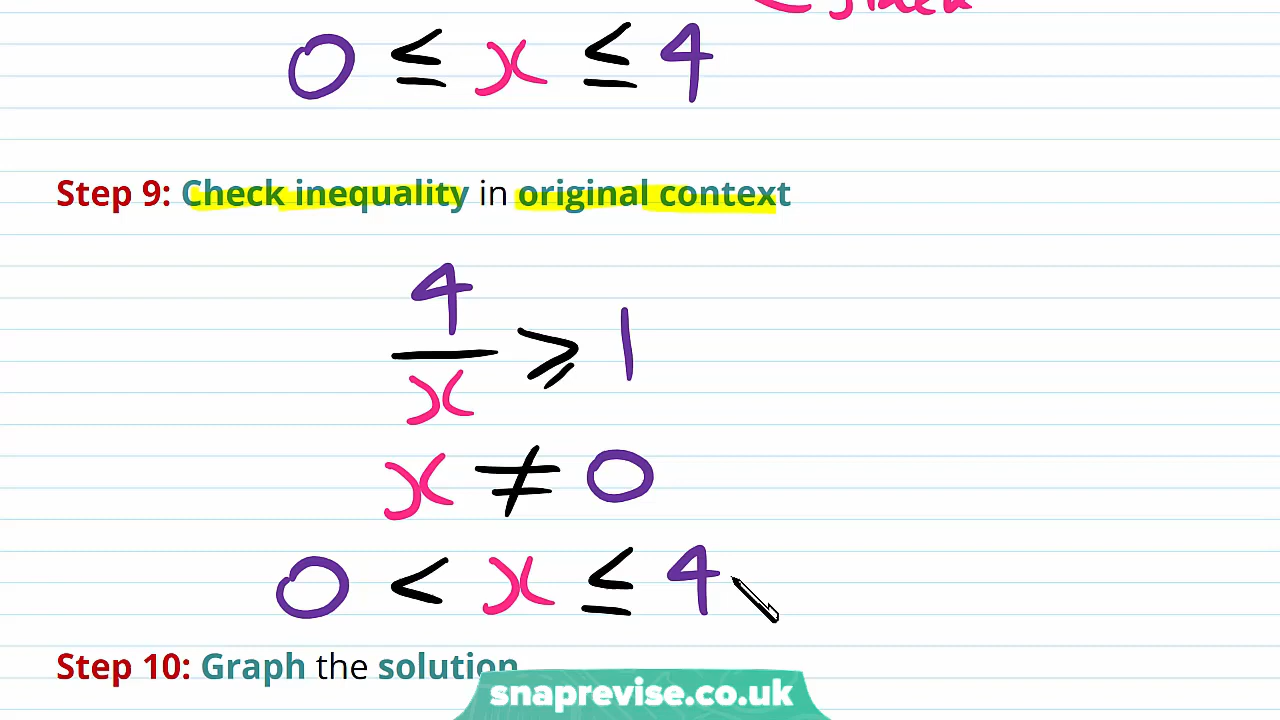 0 ≤ x ≤ 4
Step 9: Check inequality in original context
4
x ≥ 1
x ≠ 0
0 < x ≤ 4
Step 10: Graph the solution
snaprevise.co.uk